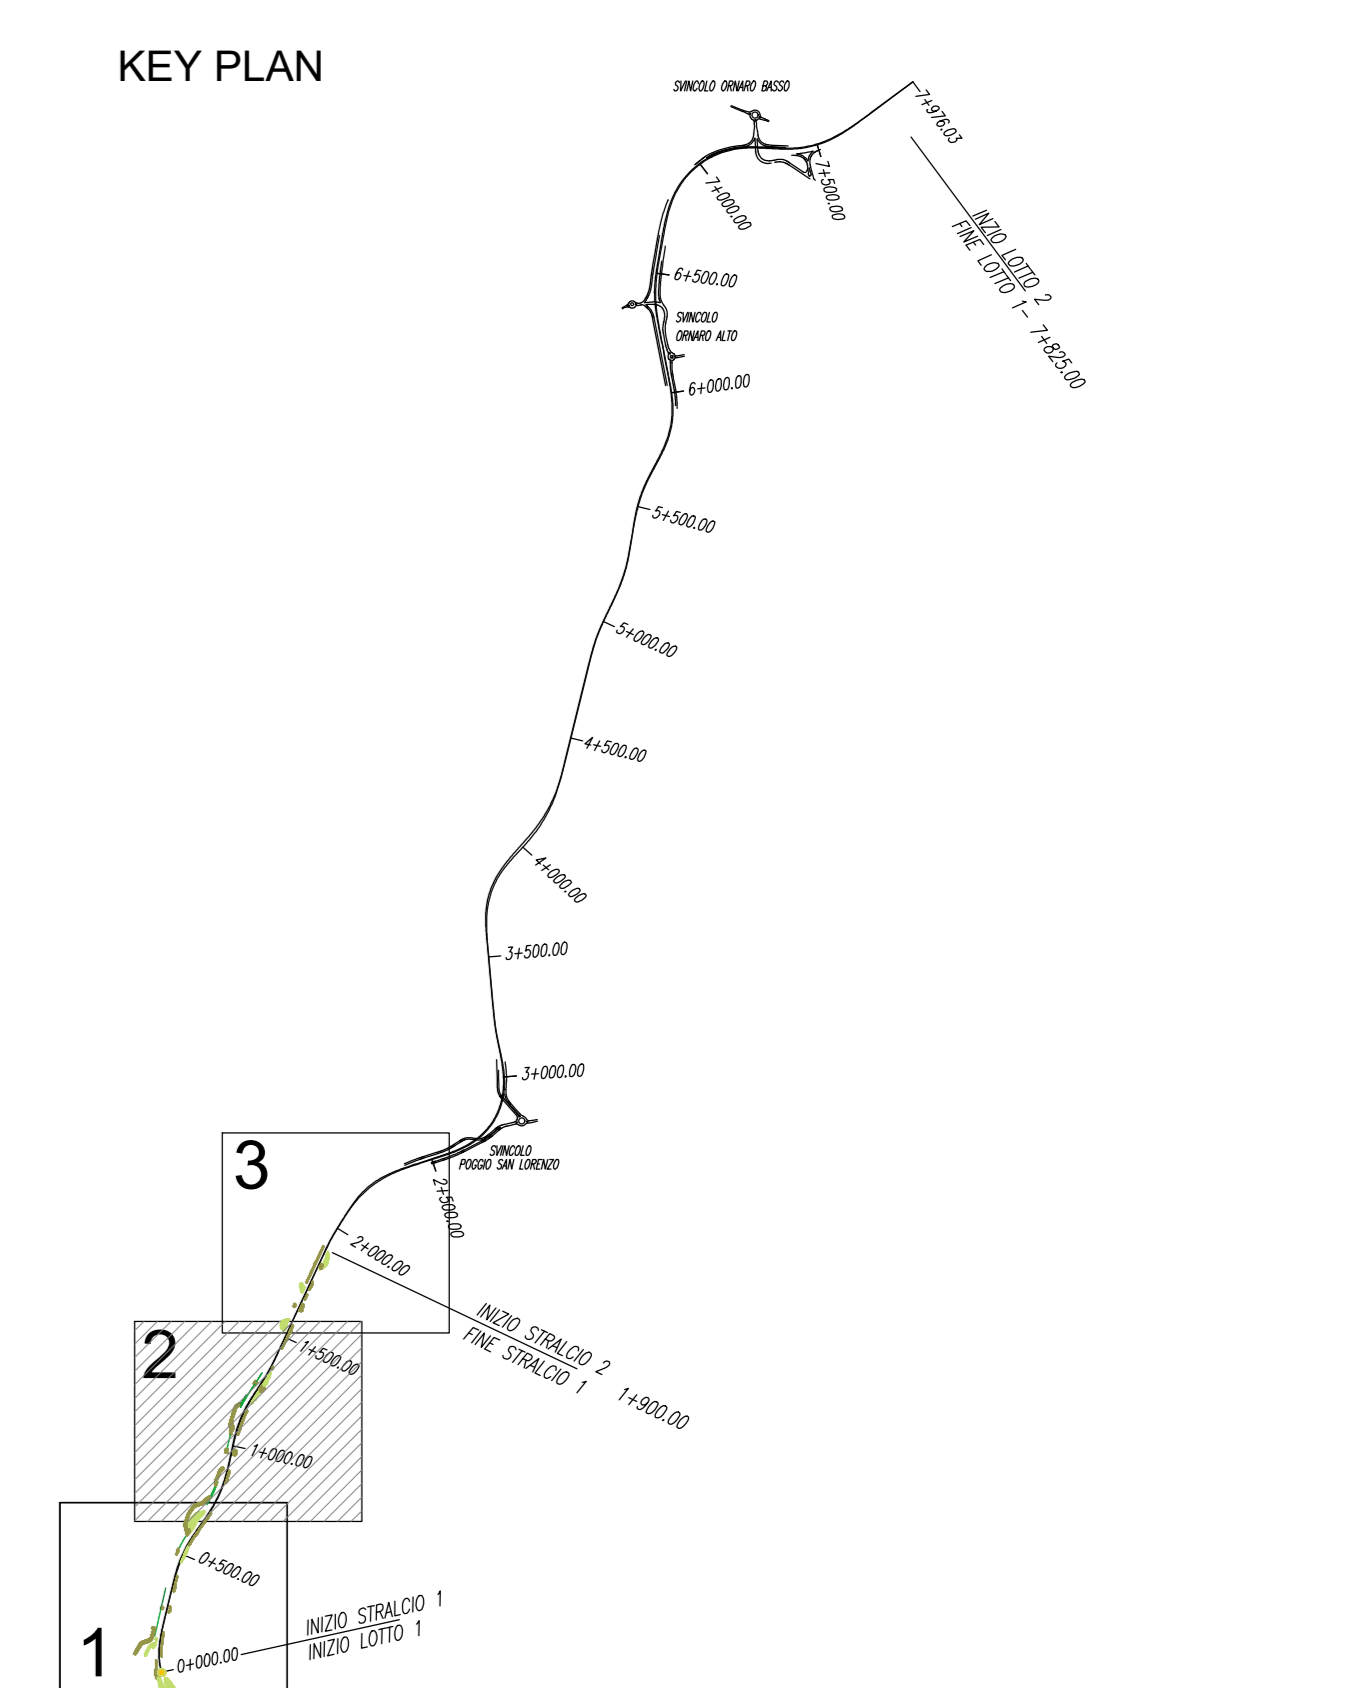 KEY PLAN
SVINCOLO ORNARO BASSO
7+976.03
7+500.00
7+000.00
INZIO LOTTO 2
FINE LOTTO 1- 7+825.00
6+500.00
SVINCOLO
ORNARO ALTO
6+000.00
5+500.00
5+000.00
4+500.00
4+000.00
3+500.00
3+000.00
SVINCOLO
POGGIO SAN LORENZO
3
2+500.00
2+000.00
INIZIO STRALCIO 2
FINE STRALCIO 1 1+900.00
2
1+500.00
1+000.00
0+500.00
INIZIO STRALCIO 1
INIZIO LOTTO 1
1
0+000.00